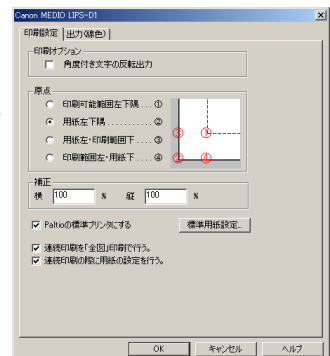 Canon MEDIO LIPS-D1
印刷設定 出力(線色)
印刷オプション
角度付き文字の反転出力
原点
印刷可能範囲左下隅....①
用紙左下隅...........②
用紙左・印刷範囲下....③
印刷範囲左・用紙下....④
③ ①
② ④
補正
横 100 % 縦 100 %
Paltioの標準プリンタにする 標準用紙設定...
連続印刷を「全図」印刷で行う。
連続印刷の際に用紙の設定を行う。
OK キャンセル ヘルプ